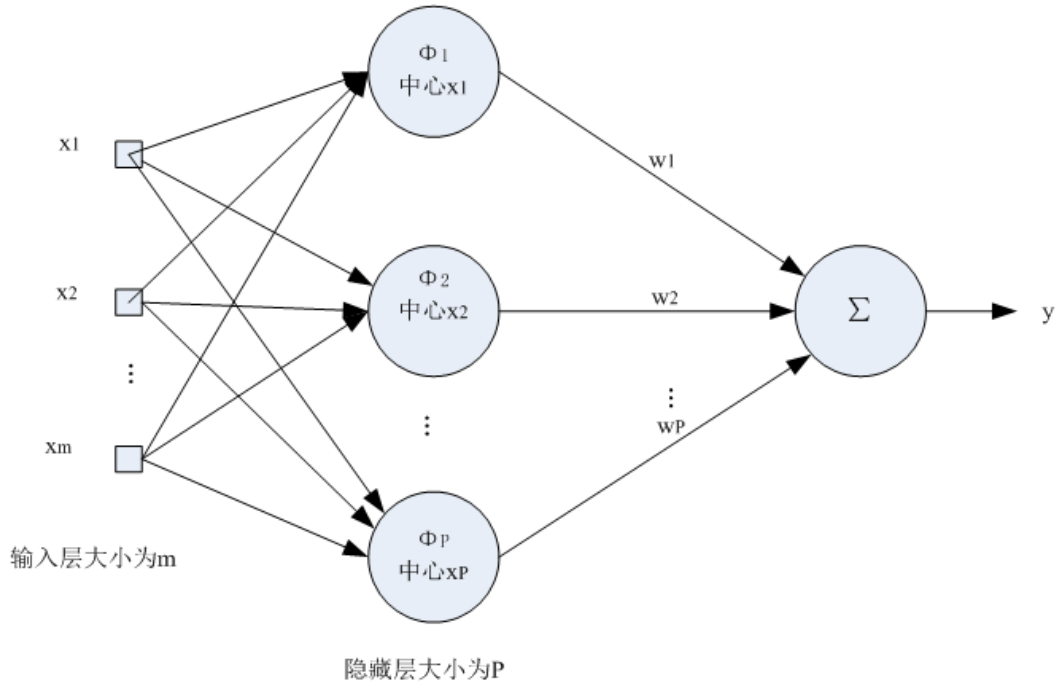 Φ1
中心x1
x1
w1
Φ2
中心x2
x2
w2
Σ
y
⋮
⋮
⋮
wP
xm
ΦP
中心xP
输入层大小为m
隐藏层大小为P